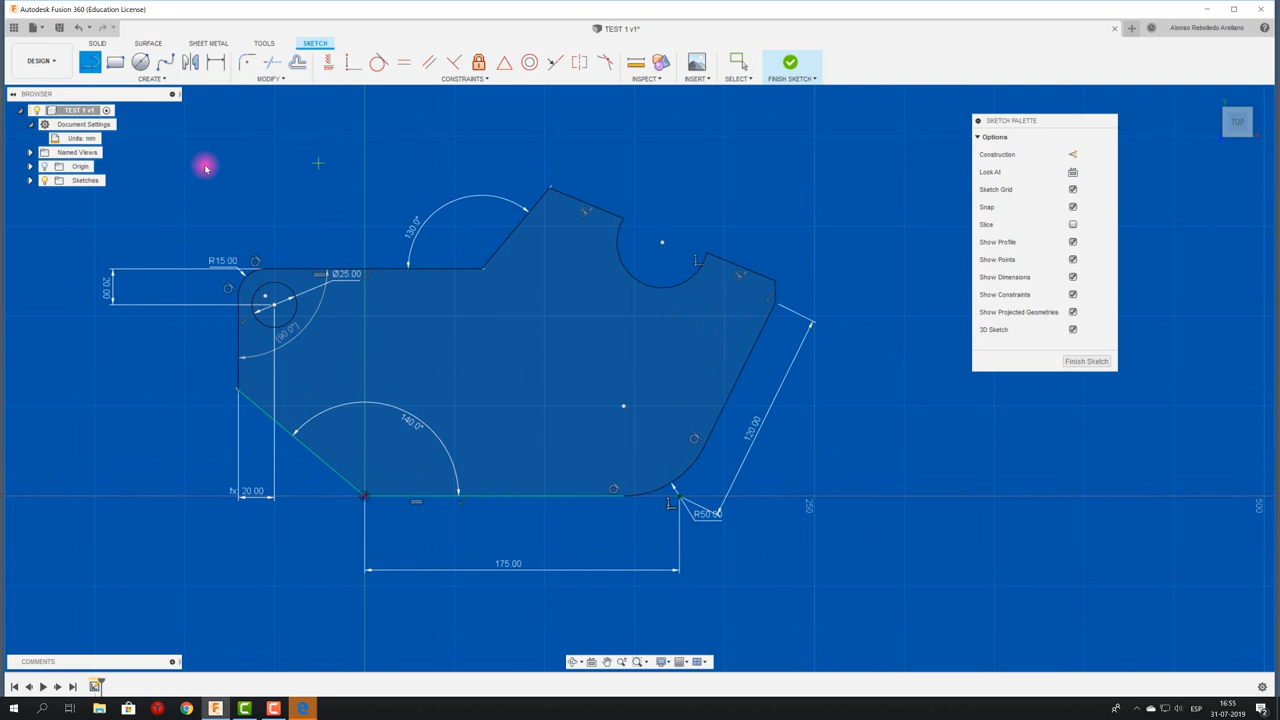 Autodesk Fusion 360 (Education License)
TEST 1 v1*
Alonso Rebolledo Arellano
DESIGN
SOLID
SURFACE
SHEET METAL
TOOLS
SKETCH
CREATE
MODIFY
CONSTRAINTS
INSPECT
INSERT
SELECT
FINISH SKETCH
BROWSER
TEST 1 v1
Document Settings
Units: mm
Named Views
Origin
Sketches
TOP
SKETCH PALETTE
Options
Construction
Look At
Sketch Grid
Snap
Slice
Show Profile
Show Points
Show Dimensions
Show Constraints
Show Projected Geometries
3D Sketch
Finish Sketch
130.0°
R15.00
Ø25.00
20.00
(90.0°)
140.0°
120.00
fx: 20.00
R50.00
250
500
175.00
COMMENTS
ESP
16:55
31-07-2019
2